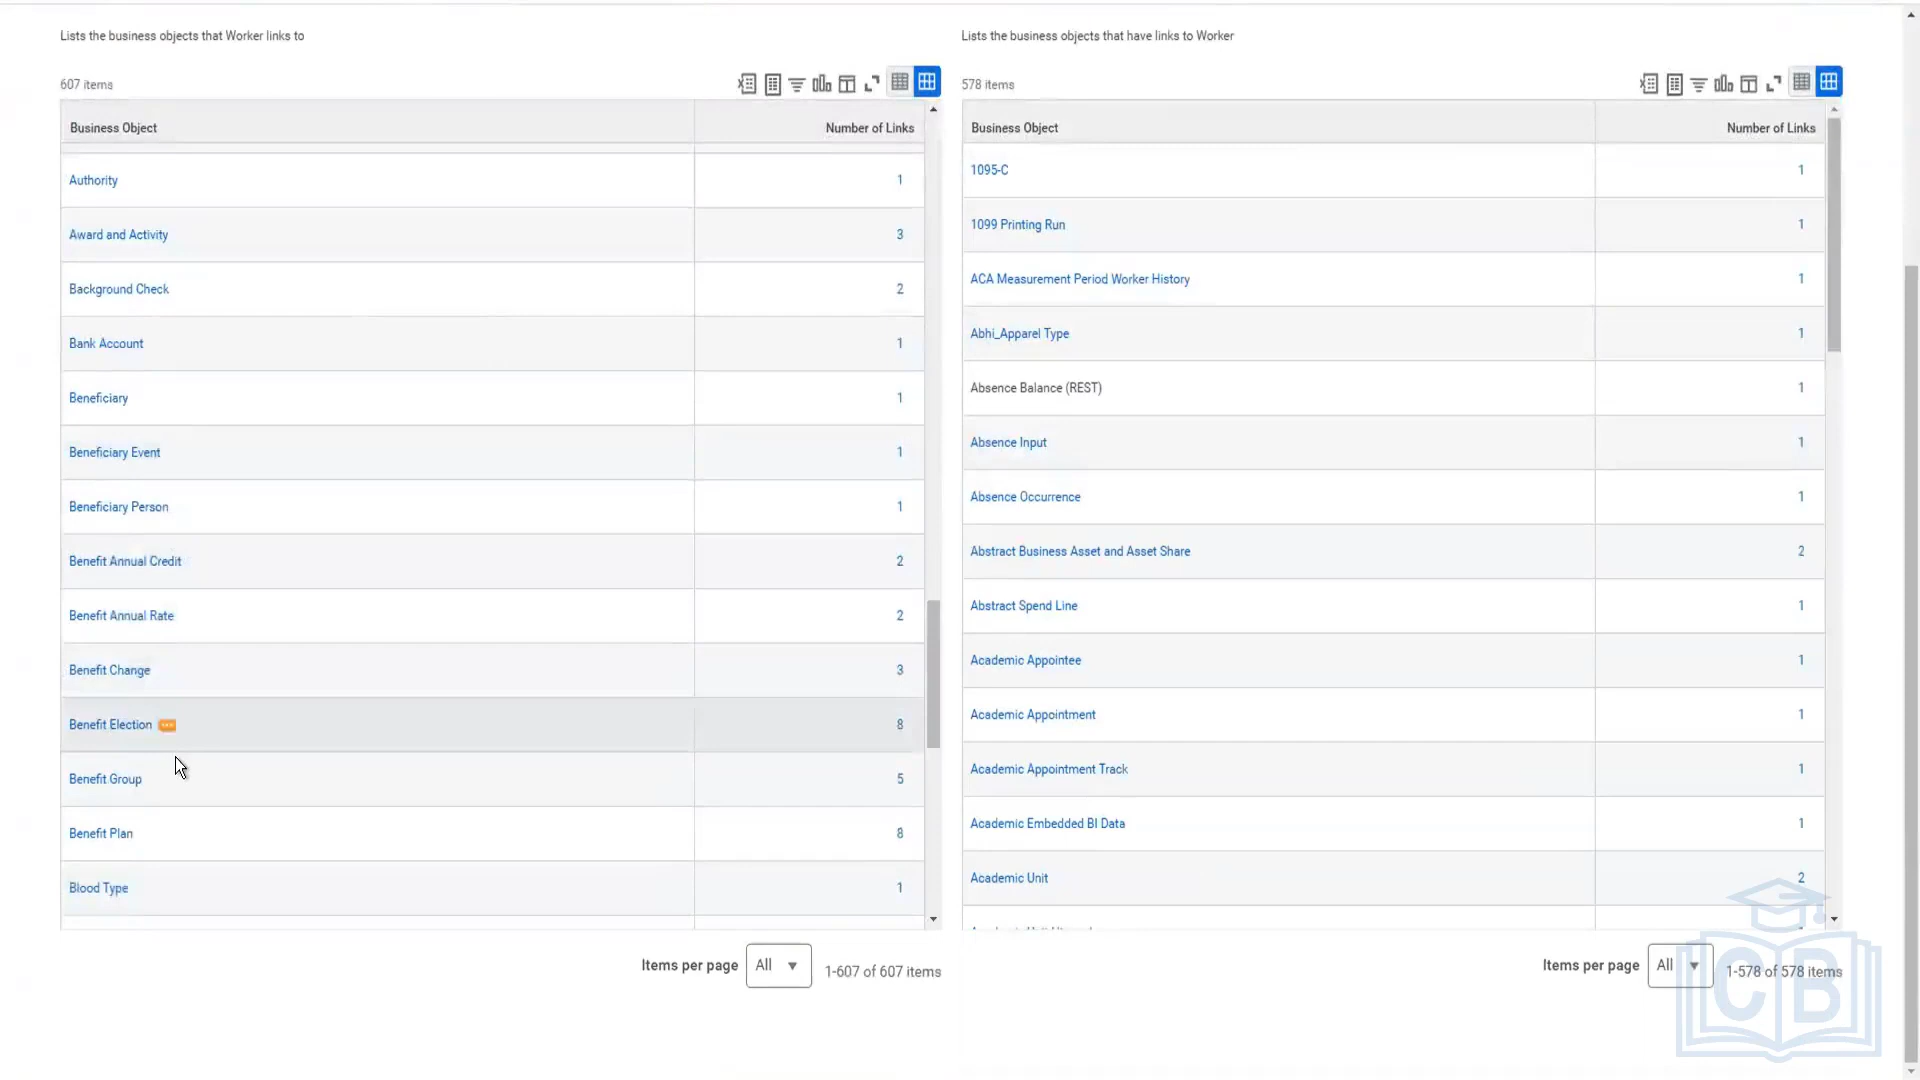 Lists the business objects that Worker links to
607 items
Business Object Number of Links
Authority 1
Award and Activity 3
Background Check 2
Bank Account 1
Beneficiary 1
Beneficiary Event 1
Beneficiary Person 1
Benefit Annual Credit 2
Benefit Annual Rate 2
Benefit Change 3
Benefit Election 8
Benefit Group 5
Benefit Plan 8
Blood Type 1
Items per page All 1-607 of 607 items
Lists the business objects that have links to Worker
578 items
Business Object Number of Links
1095-C 1
1099 Printing Run 1
ACA Measurement Period Worker History 1
Abhi_Apparel Type 1
Absence Balance (REST) 1
Absence Input 1
Absence Occurrence 1
Abstract Business Asset and Asset Share 2
Abstract Spend Line 1
Academic Appointee 1
Academic Appointment 1
Academic Appointment Track 1
Academic Embedded BI Data 1
Academic Unit 2
Items per page All 1-578 of 578 items
CB